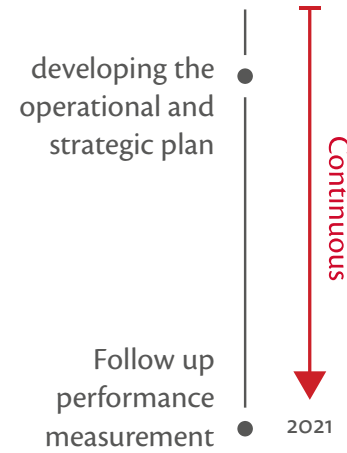 developing the
operational and
strategic plan
Continuous
Follow up
performance
measurement
2021